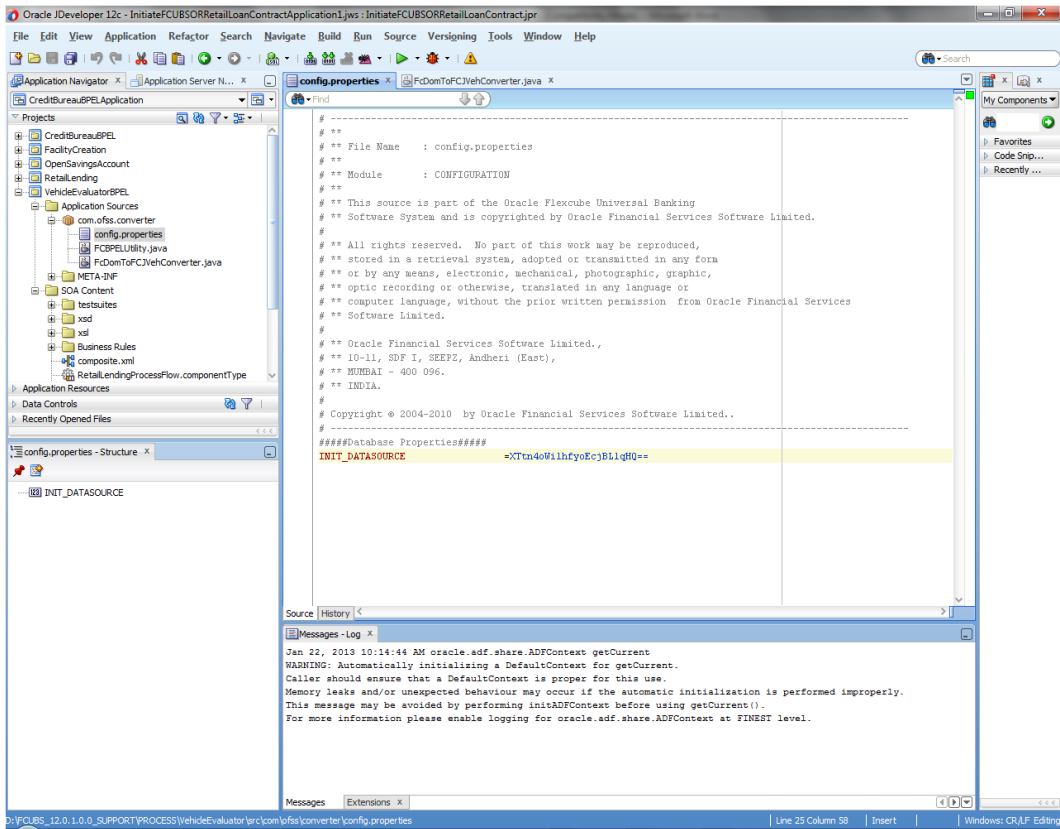 Oracle JDeveloper 12c - InitiateFCUBSORRetailLoanContractApplication1.jws : InitiateFCUBSORRetailLoanContract.jpr
File Edit View Application Refactor Search Navigate Build Run Source Versioning Tools Window Help
Search
Application Navigator x
Application Server N... x
CreditBureauBPELApplication
Projects
CreditBureauBPEL
FacilityCreation
OpenSavingsAccount
RetailLending
VehicleEvaluatorBPEL
Application Sources
com.ofss.converter
config.properties
FCBPELUtility.java
FcDomToFCJVehConverter.java
META-INF
SOA Content
testsuites
xsd
xsl
Business Rules
composite.xml
RetailLendingProcessFlow.componentType
Application Resources
Data Controls
Recently Opened Files
config.properties - Structure x
INIT_DATASOURCE
config.properties x
FcDomToFCJVehConverter.java x
Find
# ---------------------------------------------------------------------------------------------------
# **
# ** File Name    : config.properties
# **
# ** Module       : CONFIGURATION
# **
# ** This source is part of the Oracle Flexcube Universal Banking
# ** Software System and is copyrighted by Oracle Financial Services Software Limited.
#
# ** All rights reserved.  No part of this work may be reproduced,
# ** stored in a retrieval system, adopted or transmitted in any form
# ** or by any means, electronic, mechanical, photographic, graphic,
# ** optic recording or otherwise, translated in any language or
# ** computer language, without the prior written permission  from Oracle Financial Services
# ** Software Limited.
#
# ** Oracle Financial Services Software Limited.,
# ** 10-11, SDF I, SEEPZ, Andheri (East),
# ** MUMBAI - 400 096.
# ** INDIA.
#
# Copyright © 2004-2010  by Oracle Financial Services Software Limited..
# ---------------------------------------------------------------------------------------------------
#####Database Properties#####
INIT_DATASOURCE =XTtn4oWilhfyoEcjBLlqHQ==
Source History
Messages - Log x
Jan 22, 2013 10:14:44 AM oracle.adf.share.ADFContext getCurrent
WARNING: Automatically initializing a DefaultContext for getCurrent.
Caller should ensure that a DefaultContext is proper for this use.
Memory leaks and/or unexpected behaviour may occur if the automatic initialization is performed improperly.
This message may be avoided by performing initADFContext before using getCurrent().
For more information please enable logging for oracle.adf.share.ADFContext at FINEST level.
Messages Extensions x
My Components
Favorites
Code Snip...
Recently ...
D:\FCUBS_12.0.1.0.0_SUPPORT\PROCESS\VehicleEvaluator\src\com\ofss\converter\config.properties
Line 25 Column 58 Insert Windows: CR/LF Editing